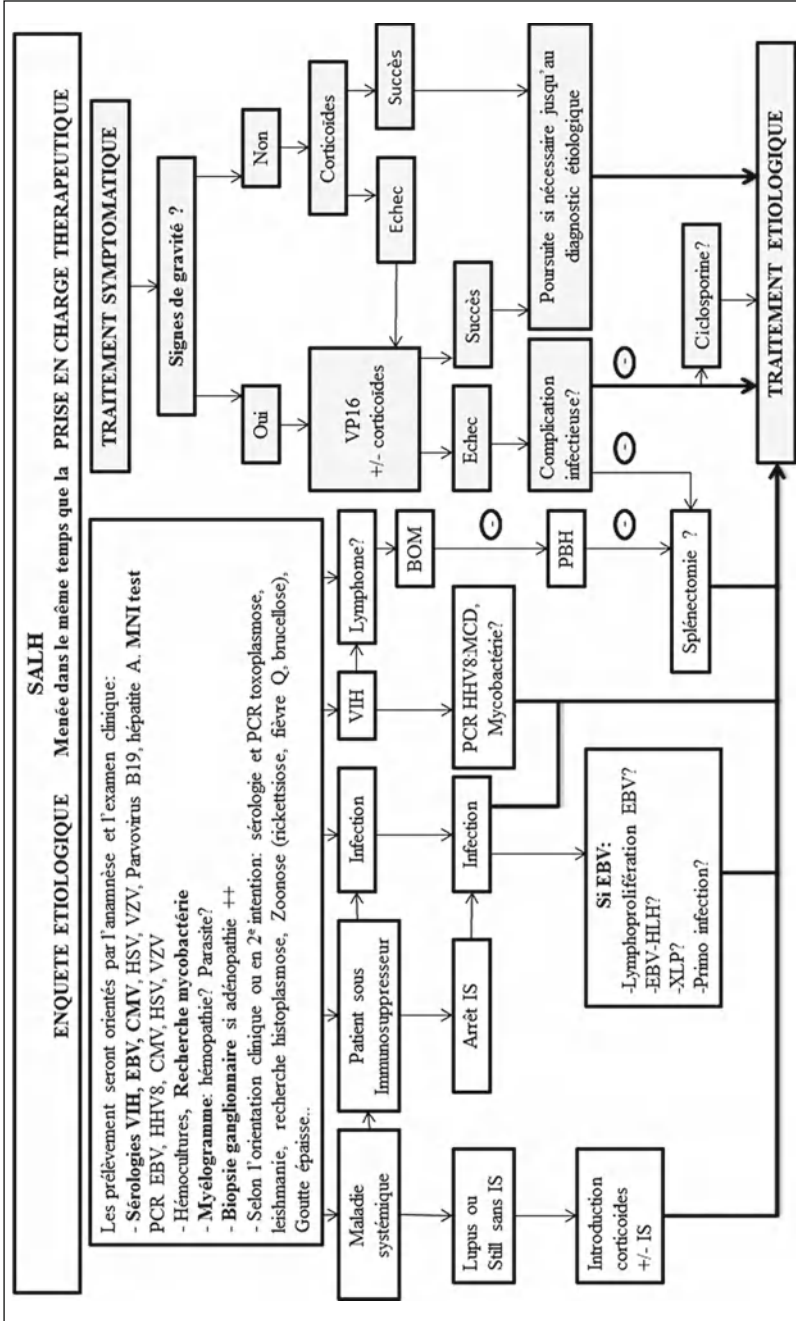 SALH
ENQUETE ETIOLOGIQUE Menée dans le même temps que la PRISE EN CHARGE THERAPEUTIQUE
Les prélèvement seront orientés par l'anamnèse et l'examen clinique:
- Sérologies VIH, EBV, CMV, HSV, VZV, Parvovirus B19, hépatite A. MNI test
PCR EBV, HHV8, CMV, HSV, VZV
- Hémocultures, Recherche mycobactérie
- Myélogramme: hémopathie? Parasite?
- Biopsie ganglionnaire si adénopathie ++
- Selon l'orientation clinique ou en 2e intention: sérologie et PCR toxoplasmose,
leishmanie, recherche histoplasmose, Zoonose (rickettsiose, fièvre Q, brucellose),
Goutte épaisse..
Maladie
systémique
Patient sous
Immunosuppresseur
Infection
VIH
Lymphome?
Lupus ou
Still sans IS
Arrêt IS
Infection
PCR HHV8:MCD,
Mycobactérie?
BOM
-
PBH
-
Introduction
corticoides
+/- IS
Si EBV:
-Lymphoprolifération EBV?
-EBV-HLH?
-XLP?
-Primo infection?
Splénectomie ?
TRAITEMENT SYMPTOMATIQUE
Signes de gravité ?
Oui
Non
VP16
+/- corticoïdes
Corticoïdes
Echec
Succès
Echec
Succès
Complication
infectieuse?
Poursuite si nécessaire jusqu'au
diagnostic étiologique
-
-
Ciclosporine?
TRAITEMENT ETIOLOGIQUE